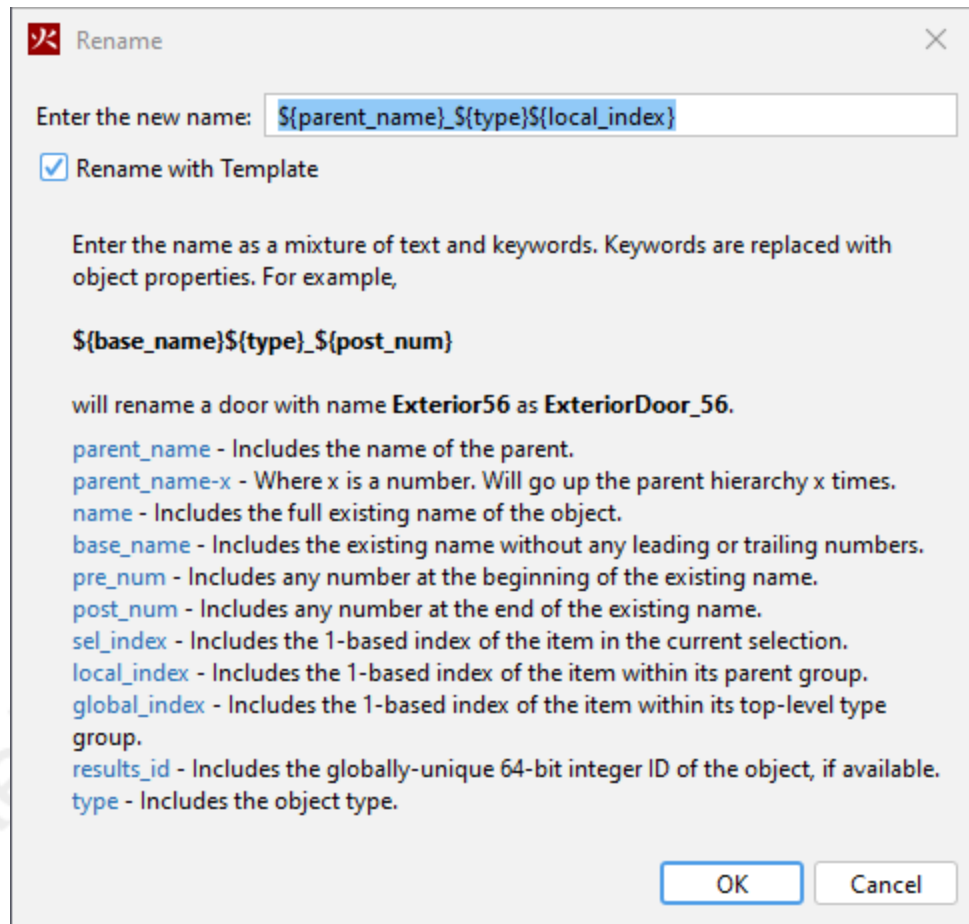 火 Rename
Enter the new name: ${parent_name}_${type}${local_index}
Rename with Template
Enter the name as a mixture of text and keywords. Keywords are replaced with
object properties. For example,
${base_name}${type}_${post_num}
will rename a door with name Exterior56 as ExteriorDoor_56.
parent_name - Includes the name of the parent.
parent_name-x - Where x is a number. Will go up the parent hierarchy x times.
name - Includes the full existing name of the object.
base_name - Includes the existing name without any leading or trailing numbers.
pre_num - Includes any number at the beginning of the existing name.
post_num - Includes any number at the end of the existing name.
sel_index - Includes the 1-based index of the item in the current selection.
local_index - Includes the 1-based index of the item within its parent group.
global_index - Includes the 1-based index of the item within its top-level type
group.
results_id - Includes the globally-unique 64-bit integer ID of the object, if available.
type - Includes the object type.
OK Cancel